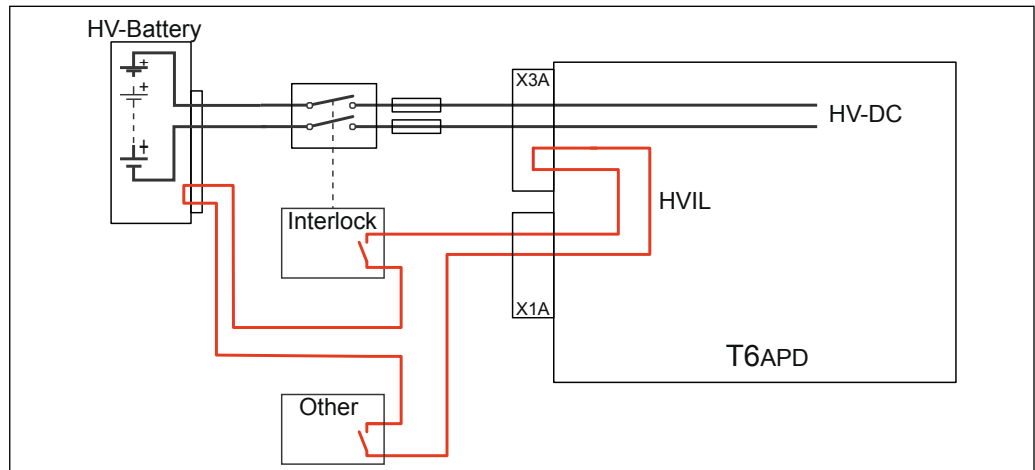 HV-Battery
+
+
+
X3A
HV-DC
HVIL
Interlock
X1A
T6APD
Other